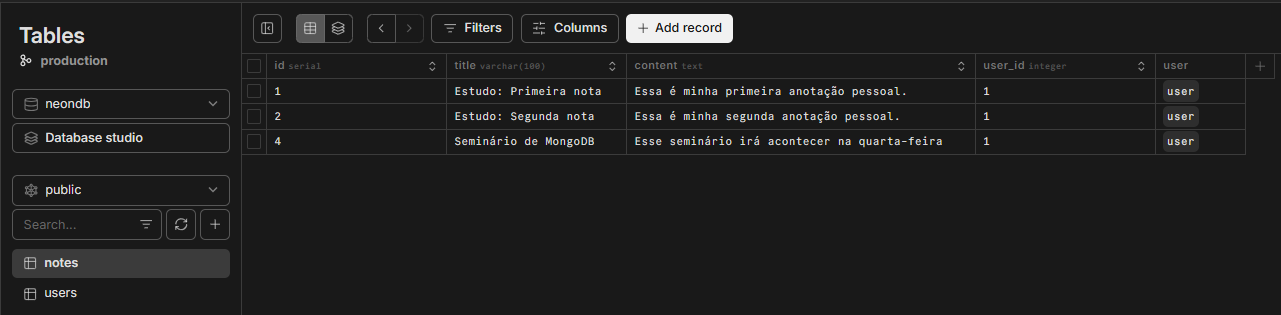 Tables
production
neondb
Database studio
public
Search...
notes
users
Filters
Columns
+ Add record
id serial title varchar(100) content text user_id integer user +
1 Estudo: Primeira nota Essa é minha primeira anotação pessoal. 1 user
2 Estudo: Segunda nota Essa é minha segunda anotação pessoal. 1 user
4 Seminário de MongoDB Esse seminário irá acontecer na quarta-feira 1 user